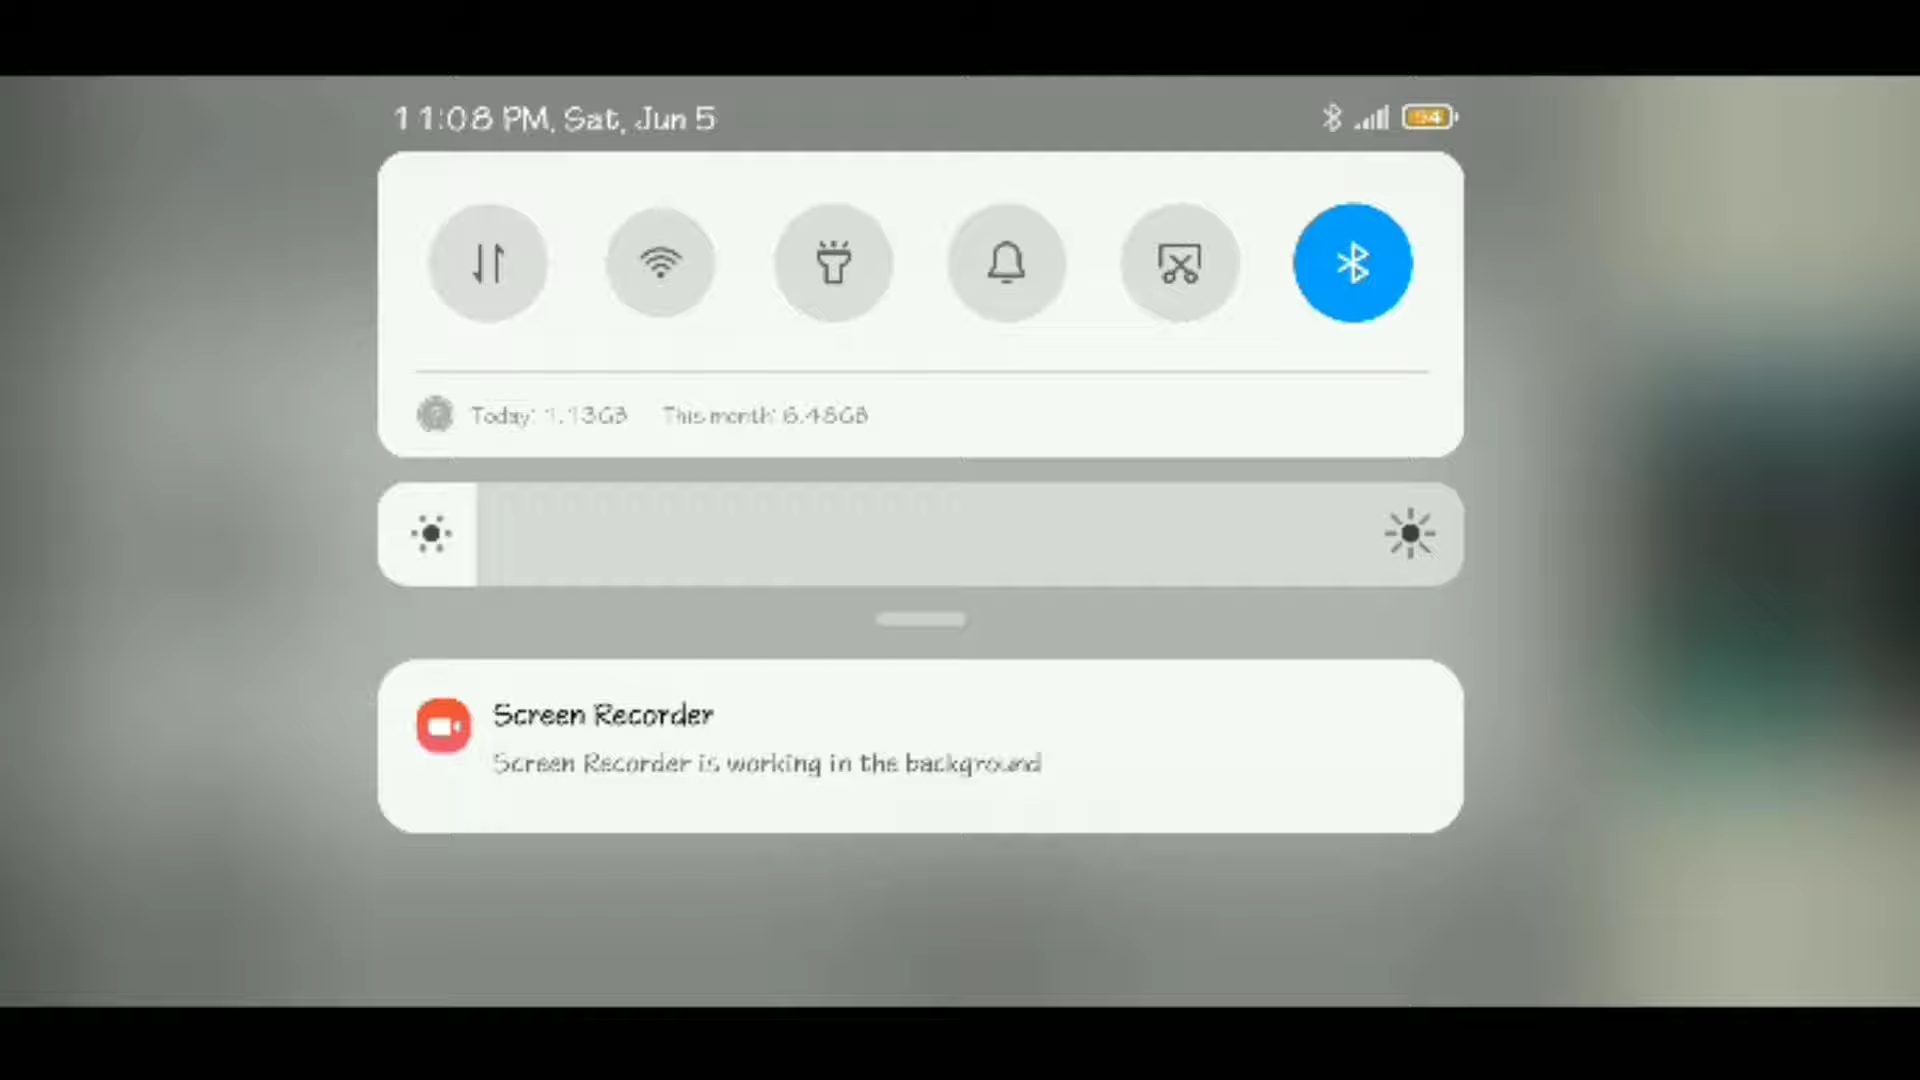 11:08 PM, Sat, Jun 5
94
Today: 1.13GB This month: 6.48GB
Screen Recorder
Screen Recorder is working in the background